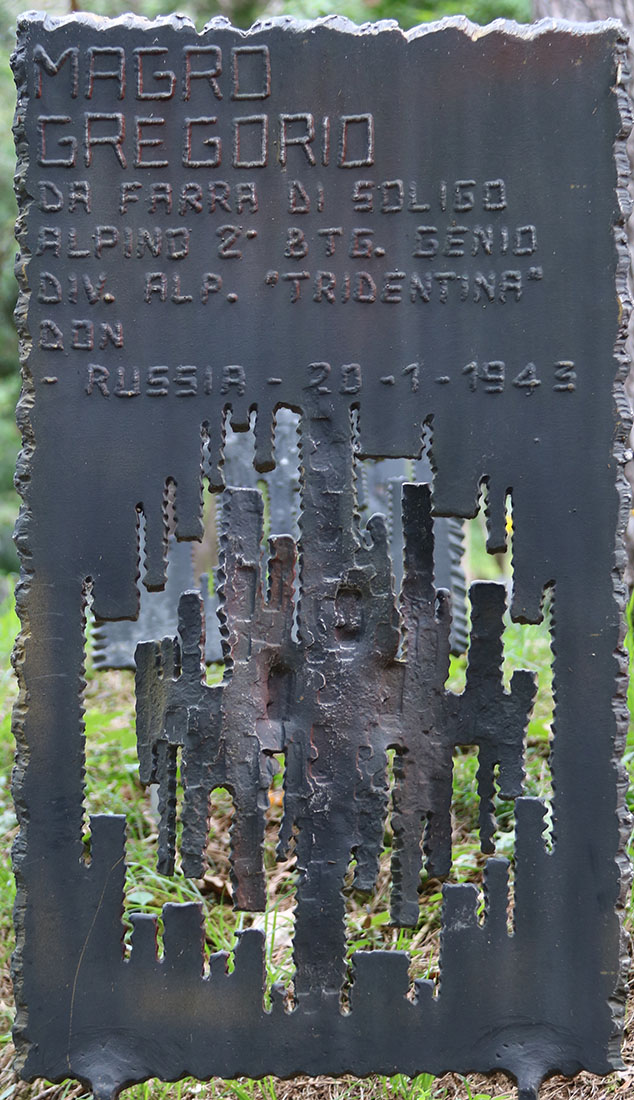 MAGRO
GREGORIO
DA FARRA DI SOLIGO
ALPINO 2° BTG. GENIO
DIV. ALP. "TRIDENTINA"
DON
- RUSSIA - 20 - 1 - 1943